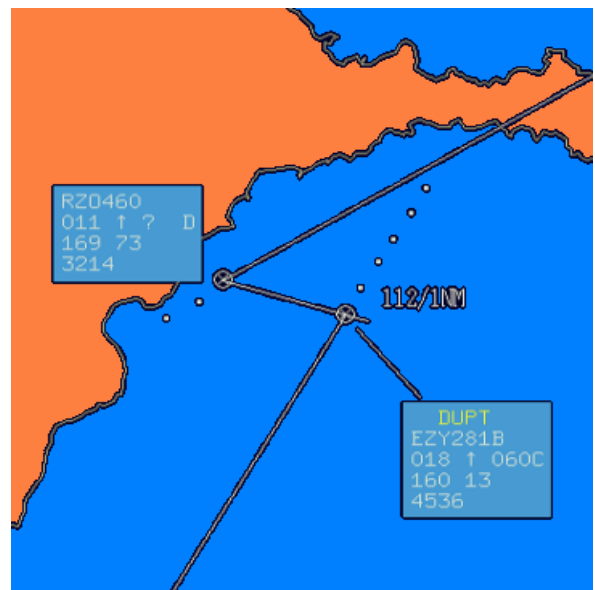 RZO460
011 ↑ ? D
169 73
3214
112/1NM
DUPT
EZY281B
018 ↑ 060C
160 13
4536